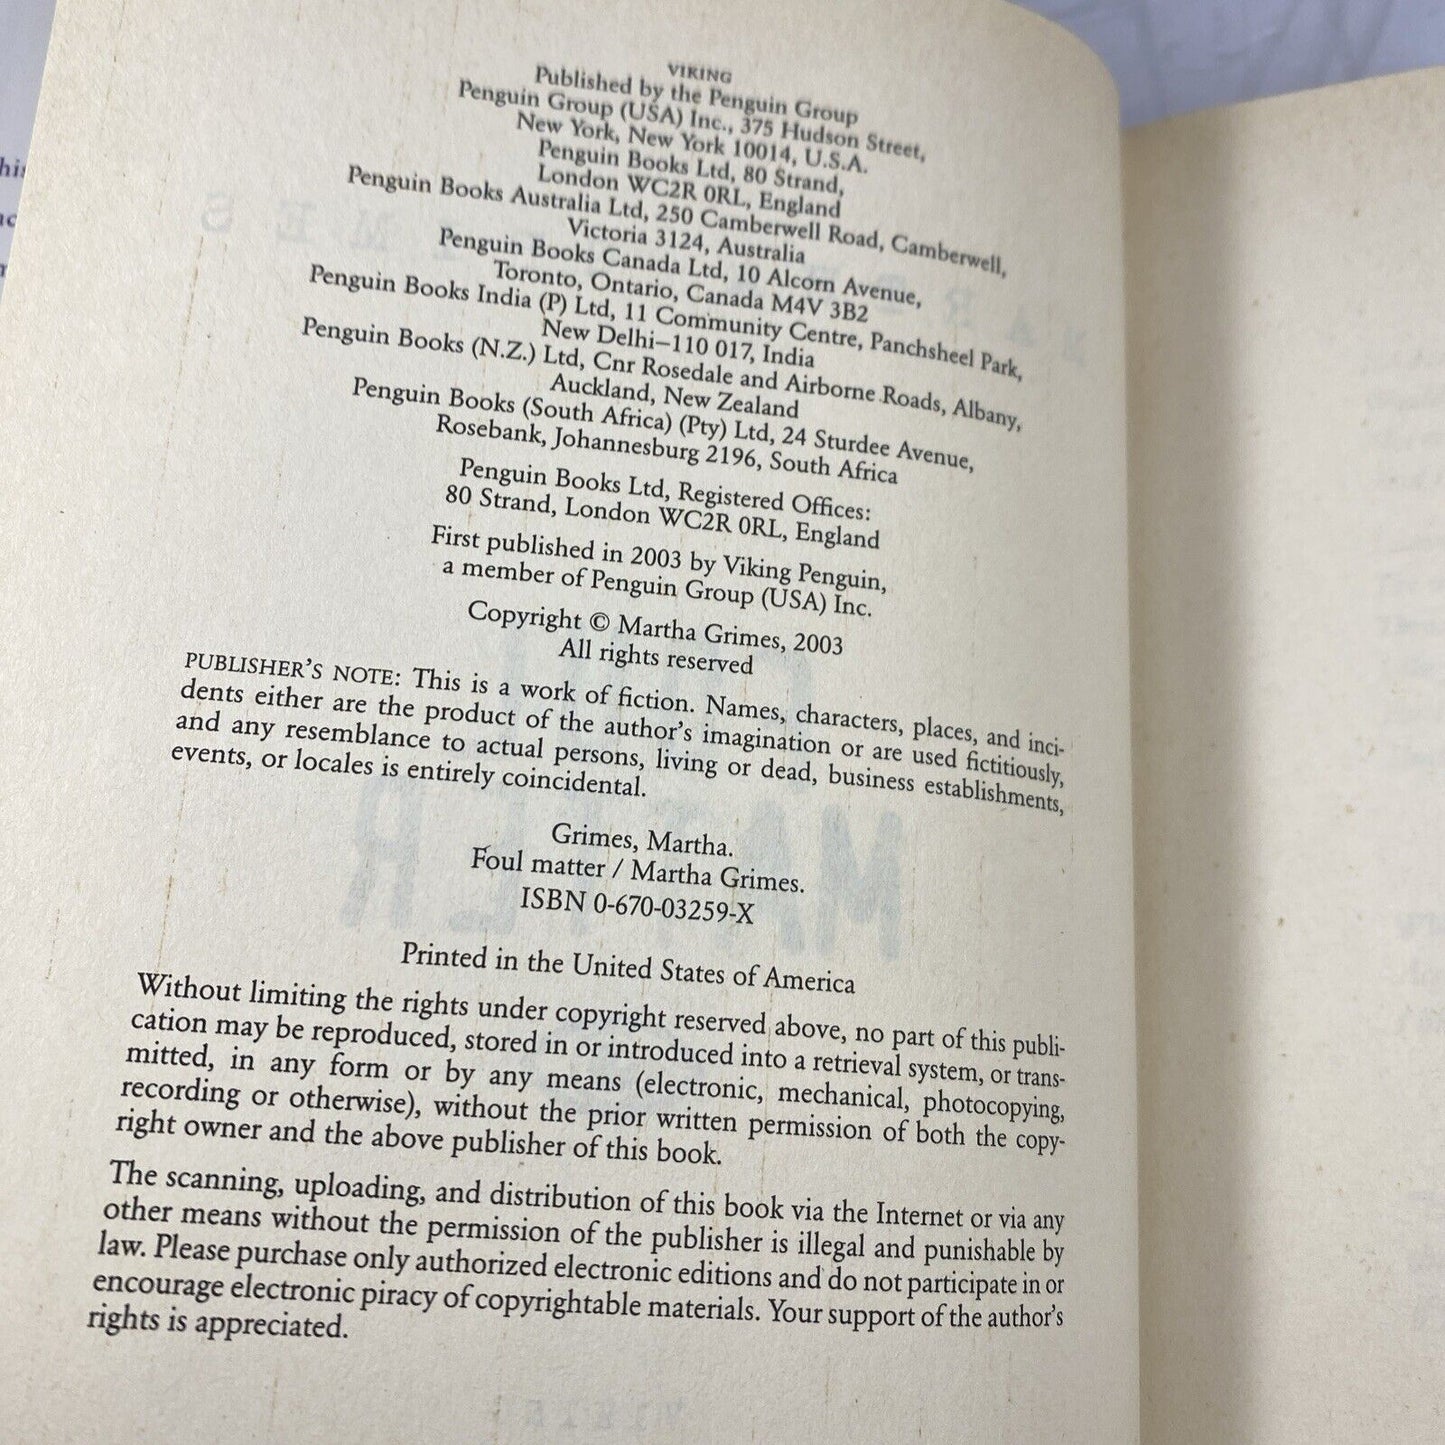 VIKING
Published by the Penguin Group
Penguin Group (USA) Inc., 375 Hudson Street,
New York, New York 10014, U.S.A.
Penguin Books Ltd, 80 Strand,
London WC2R 0RL, England
Penguin Books Australia Ltd, 250 Camberwell Road, Camberwell,
Victoria 3124, Australia
Penguin Books Canada Ltd, 10 Alcorn Avenue,
Toronto, Ontario, Canada M4V 3B2
Penguin Books India (P) Ltd, 11 Community Centre, Panchsheel Park,
New Delhi–110 017, India
Penguin Books (N.Z.) Ltd, Cnr Rosedale and Airborne Roads, Albany,
Auckland, New Zealand
Penguin Books (South Africa) (Pty) Ltd, 24 Sturdee Avenue,
Rosebank, Johannesburg 2196, South Africa
Penguin Books Ltd, Registered Offices:
80 Strand, London WC2R 0RL, England
First published in 2003 by Viking Penguin,
a member of Penguin Group (USA) Inc.
Copyright © Martha Grimes, 2003
All rights reserved
PUBLISHER'S NOTE: This is a work of fiction. Names, characters, places, and inci-
dents either are the product of the author's imagination or are used fictitiously,
and any resemblance to actual persons, living or dead, business establishments,
events, or locales is entirely coincidental.
Grimes, Martha.
Foul matter / Martha Grimes.
ISBN 0-670-03259-X
Printed in the United States of America
Without limiting the rights under copyright reserved above, no part of this publi-
cation may be reproduced, stored in or introduced into a retrieval system, or trans-
mitted, in any form or by any means (electronic, mechanical, photocopying,
recording or otherwise), without the prior written permission of both the copy-
right owner and the above publisher of this book.
The scanning, uploading, and distribution of this book via the Internet or via any
other means without the permission of the publisher is illegal and punishable by
law. Please purchase only authorized electronic editions and do not participate in or
encourage electronic piracy of copyrightable materials. Your support of the author's
rights is appreciated.